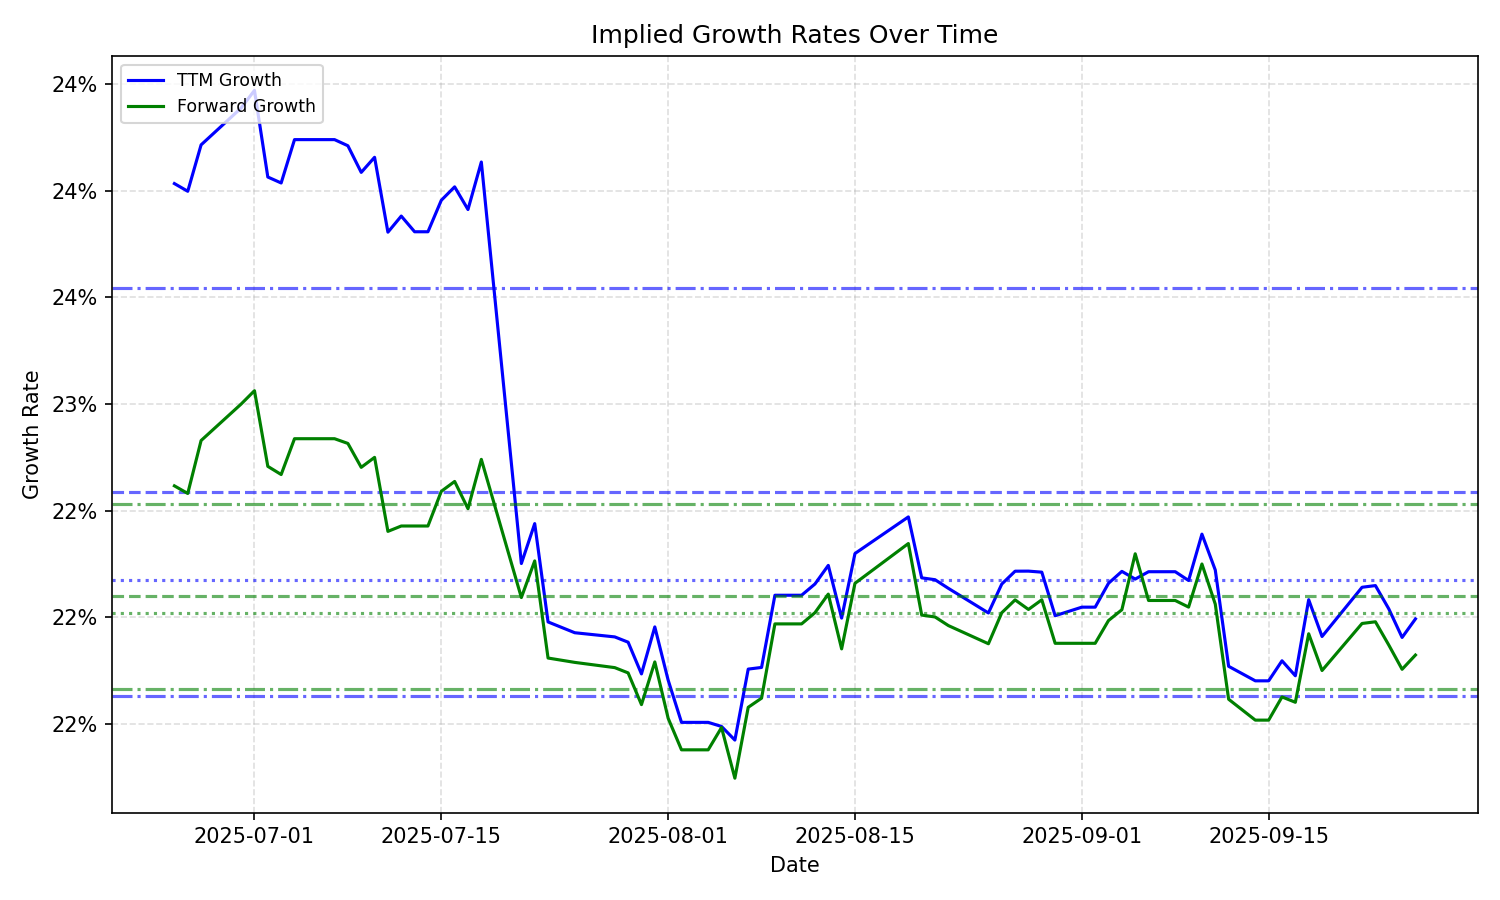 Implied Growth Rates Over Time
TTM Growth
Forward Growth
24%
24%
24%
23%
22%
22%
22%
Growth Rate
2025-07-01
2025-07-15
2025-08-01
2025-08-15
2025-09-01
2025-09-15
Date